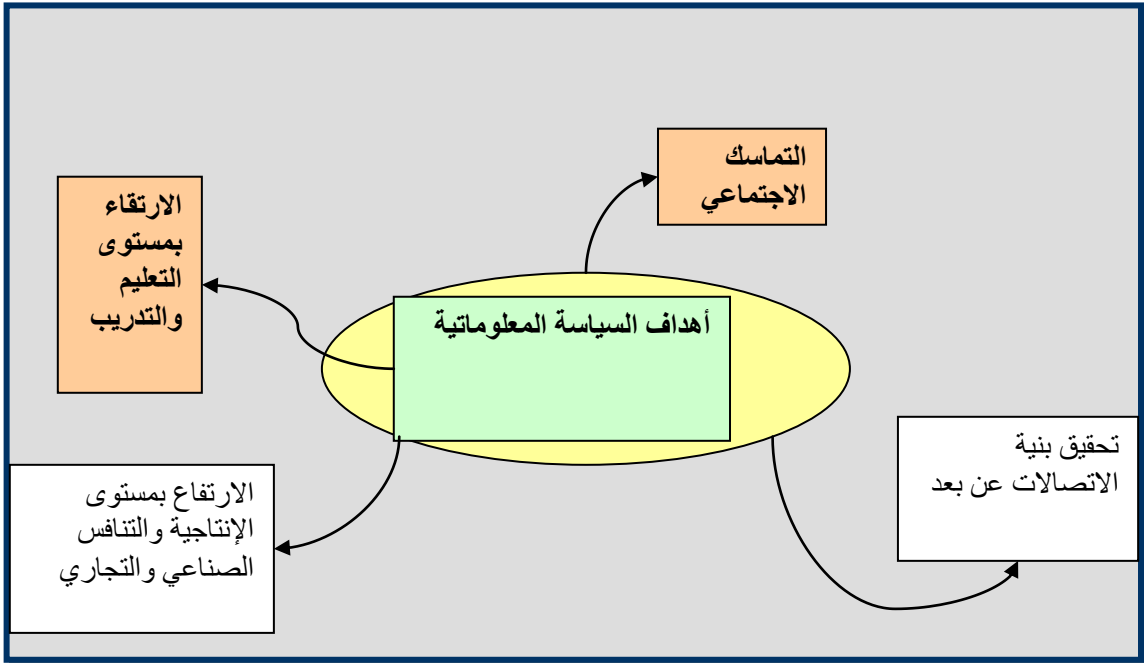 التماسك
الاجتماعي
الارتقاء
بمستوى
التعليم
والتدريب
أهداف السياسة المعلوماتية
تحقيق بنية
الاتصالات عن بعد
الارتفاع بمستوى
الإنتاجية والتنافس
الصناعي والتجاري